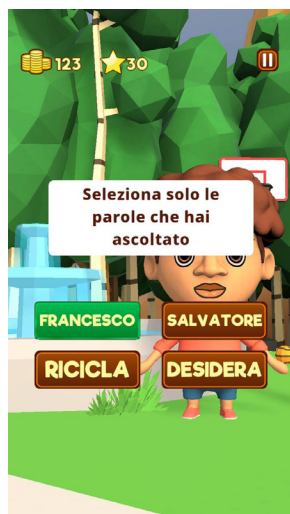 123 30
Seleziona solo le
parole che hai
ascoltato
FRANCESCO SALVATORE
RICICLA DESIDERA